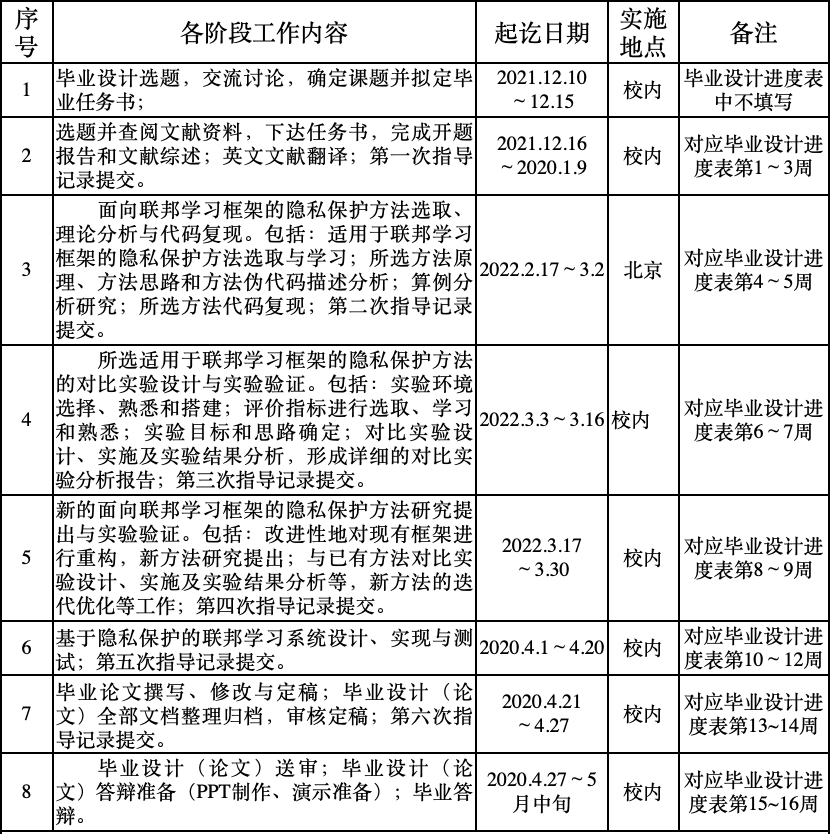 序号
各阶段工作内容
起讫日期
实施地点
备注
1
毕业设计选题，交流讨论，确定课题并拟定毕
业任务书；
2021.12.10
～12.15
校内
毕业设计进度表
中不填写
2
选题并查阅文献资料，下达任务书，完成开题
报告和文献综述；英文文献翻译；第一次指导
记录提交。
2021.12.16
～2020.1.9
校内
对应毕业设计进
度表第1～3周
3
面向联邦学习框架的隐私保护方法选取、
理论分析与代码复现。包括：适用于联邦学习
框架的隐私保护方法选取与学习；所选方法原
理、方法思路和方法伪代码描述分析；算例分
析研究；所选方法代码复现；第二次指导记录
提交。
2022.2.17～3.2
北京
对应毕业设计进
度表第4～5周
4
所选适用于联邦学习框架的隐私保护方法
的对比实验设计与实验验证。包括：实验环境
选择、熟悉和搭建；评价指标进行选取、学习
和熟悉；实验目标和思路确定；对比实验设
计、实施及实验结果分析，形成详细的对比实
验分析报告；第三次指导记录提交。
2022.3.3～3.16
校内
对应毕业设计进
度表第6～7周
5
新的面向联邦学习框架的隐私保护方法研究提
出与实验验证。包括：改进性地对现有框架进
行重构，新方法研究提出；与已有方法对比实
验设计、实施及实验结果分析等，新方法的迭
代优化等工作；第四次指导记录提交。
2022.3.17
～3.30
校内
对应毕业设计进
度表第8～9周
6
基于隐私保护的联邦学习系统设计、实现与测
试；第五次指导记录提交。
2020.4.1～4.20
校内
对应毕业设计进
度表第10～12周
7
毕业论文撰写、修改与定稿；毕业设计（论
文）全部文档整理归档，审核定稿；第六次指
导记录提交。
2020.4.21
～4.27
校内
对应毕业设计进
度表第13~14周
8
毕业设计（论文）送审；毕业设计（论
文）答辩准备（PPT制作、演示准备）；毕业答
辩。
2020.4.27～5
月中旬
校内
对应毕业设计进
度表第15~16周